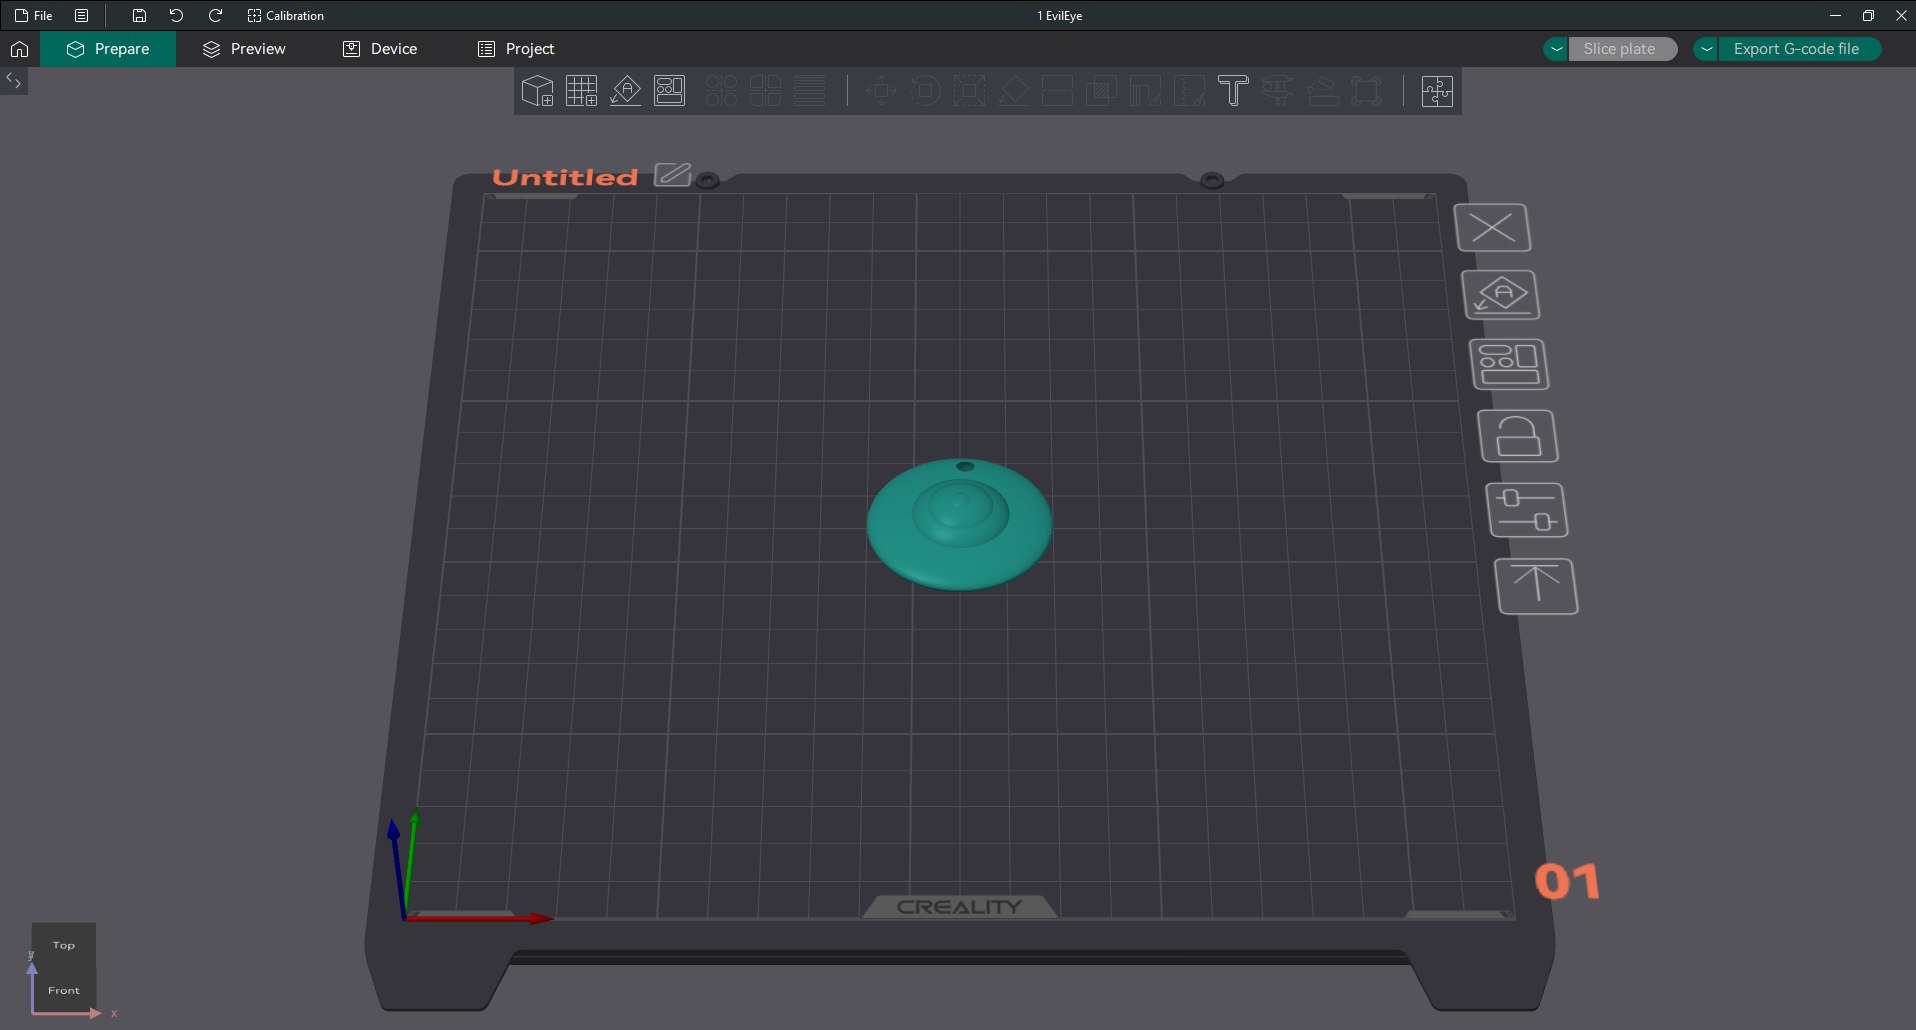 File
Calibration
1 EvilEye
Prepare
Preview
Device
Project
Slice plate
Export G-code file
Untitled
CREALITY
01
Top
y
Front
x